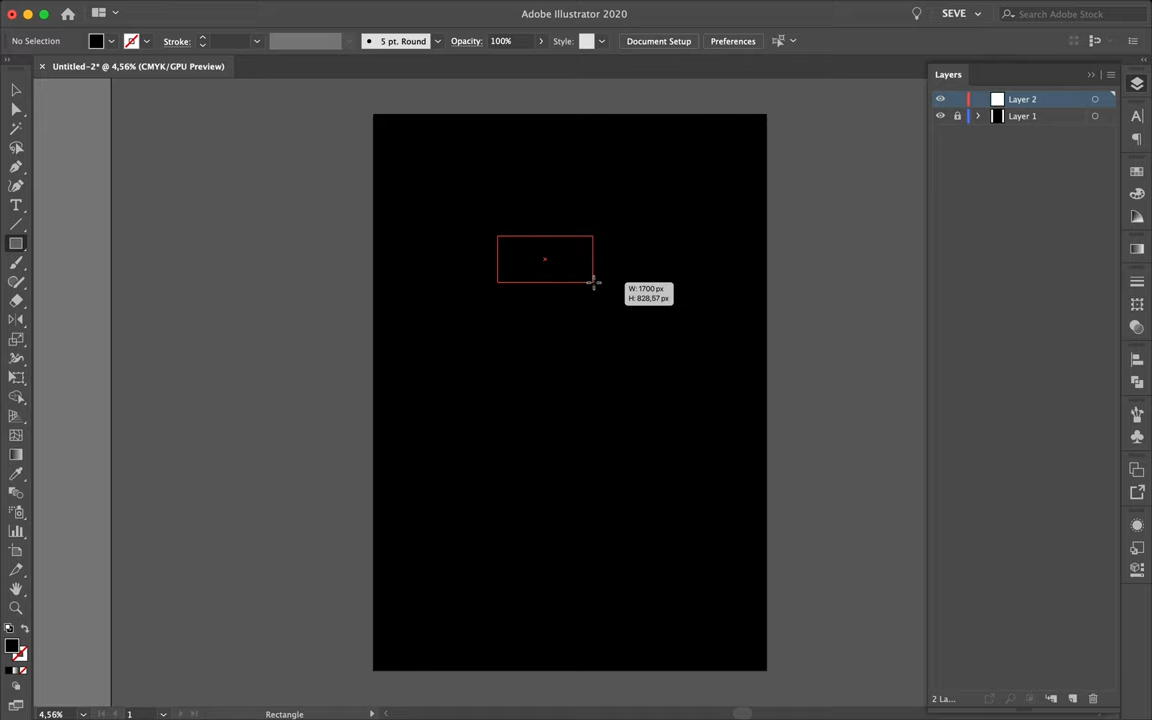 Adobe Illustrator 2020
SEVE
Search Adobe Stock
No Selection
Stroke:
5 pt. Round
Opacity:
100%
Style:
Document Setup
Preferences
× Untitled-2* @ 4,56% (CMYK/GPU Preview)
Layers
Layer 2
Layer 1
W: 1700 px
H: 828,57 px
2 La...
4,56%
1
Rectangle